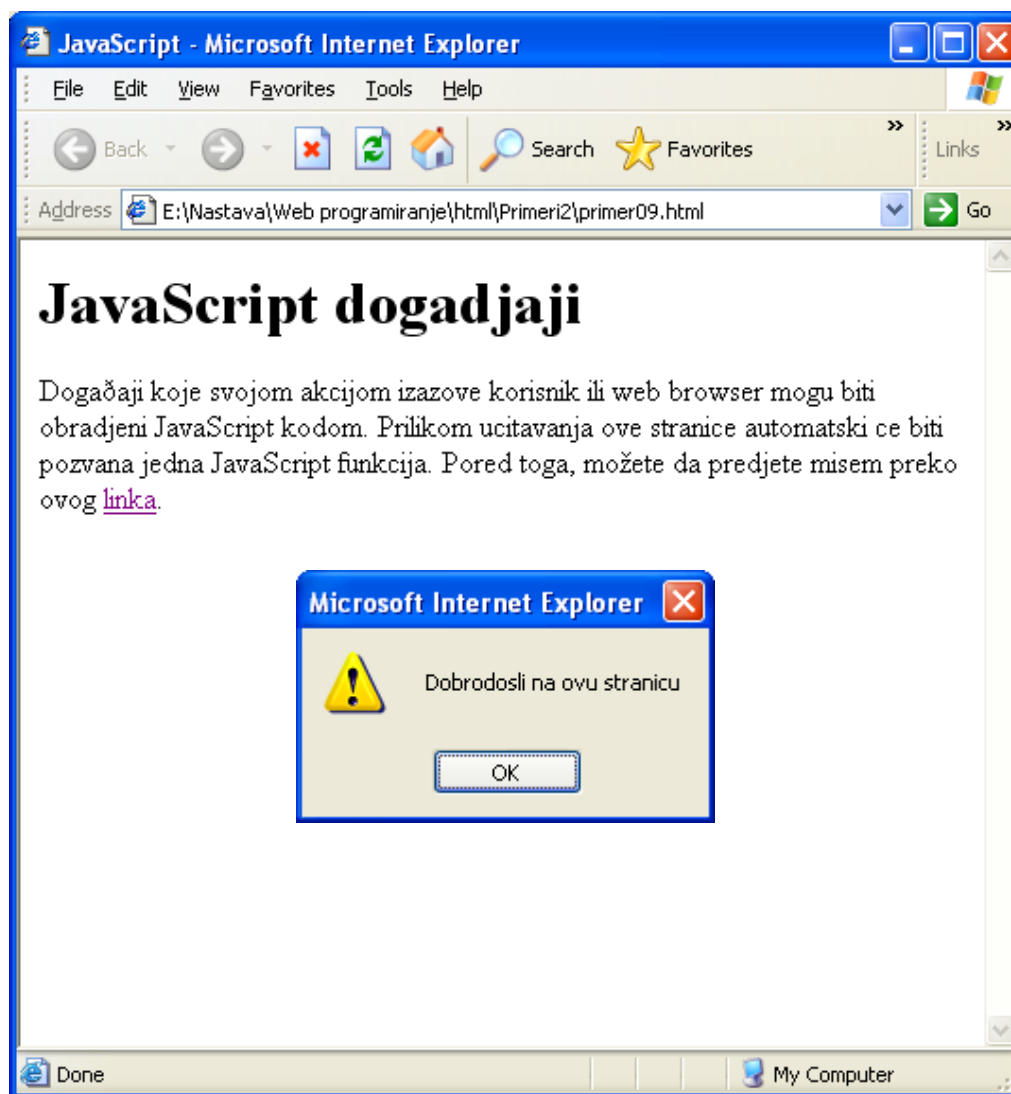 JavaScript - Microsoft Internet Explorer
File Edit View Favorites Tools Help
Back Search Favorites » Links »
Address E:\Nastava\Web programiranje\html\Primeri2\primer09.html Go
JavaScript dogadjaji
Događaji koje svojom akcijom izazove korisnik ili web browser mogu biti
obradjeni JavaScript kodom. Prilikom ucitavanja ove stranice automatski ce biti
pozvana jedna JavaScript funkcija. Pored toga, možete da predjete misem preko
ovog linka.
Microsoft Internet Explorer
Dobrodosli na ovu stranicu
OK
Done My Computer